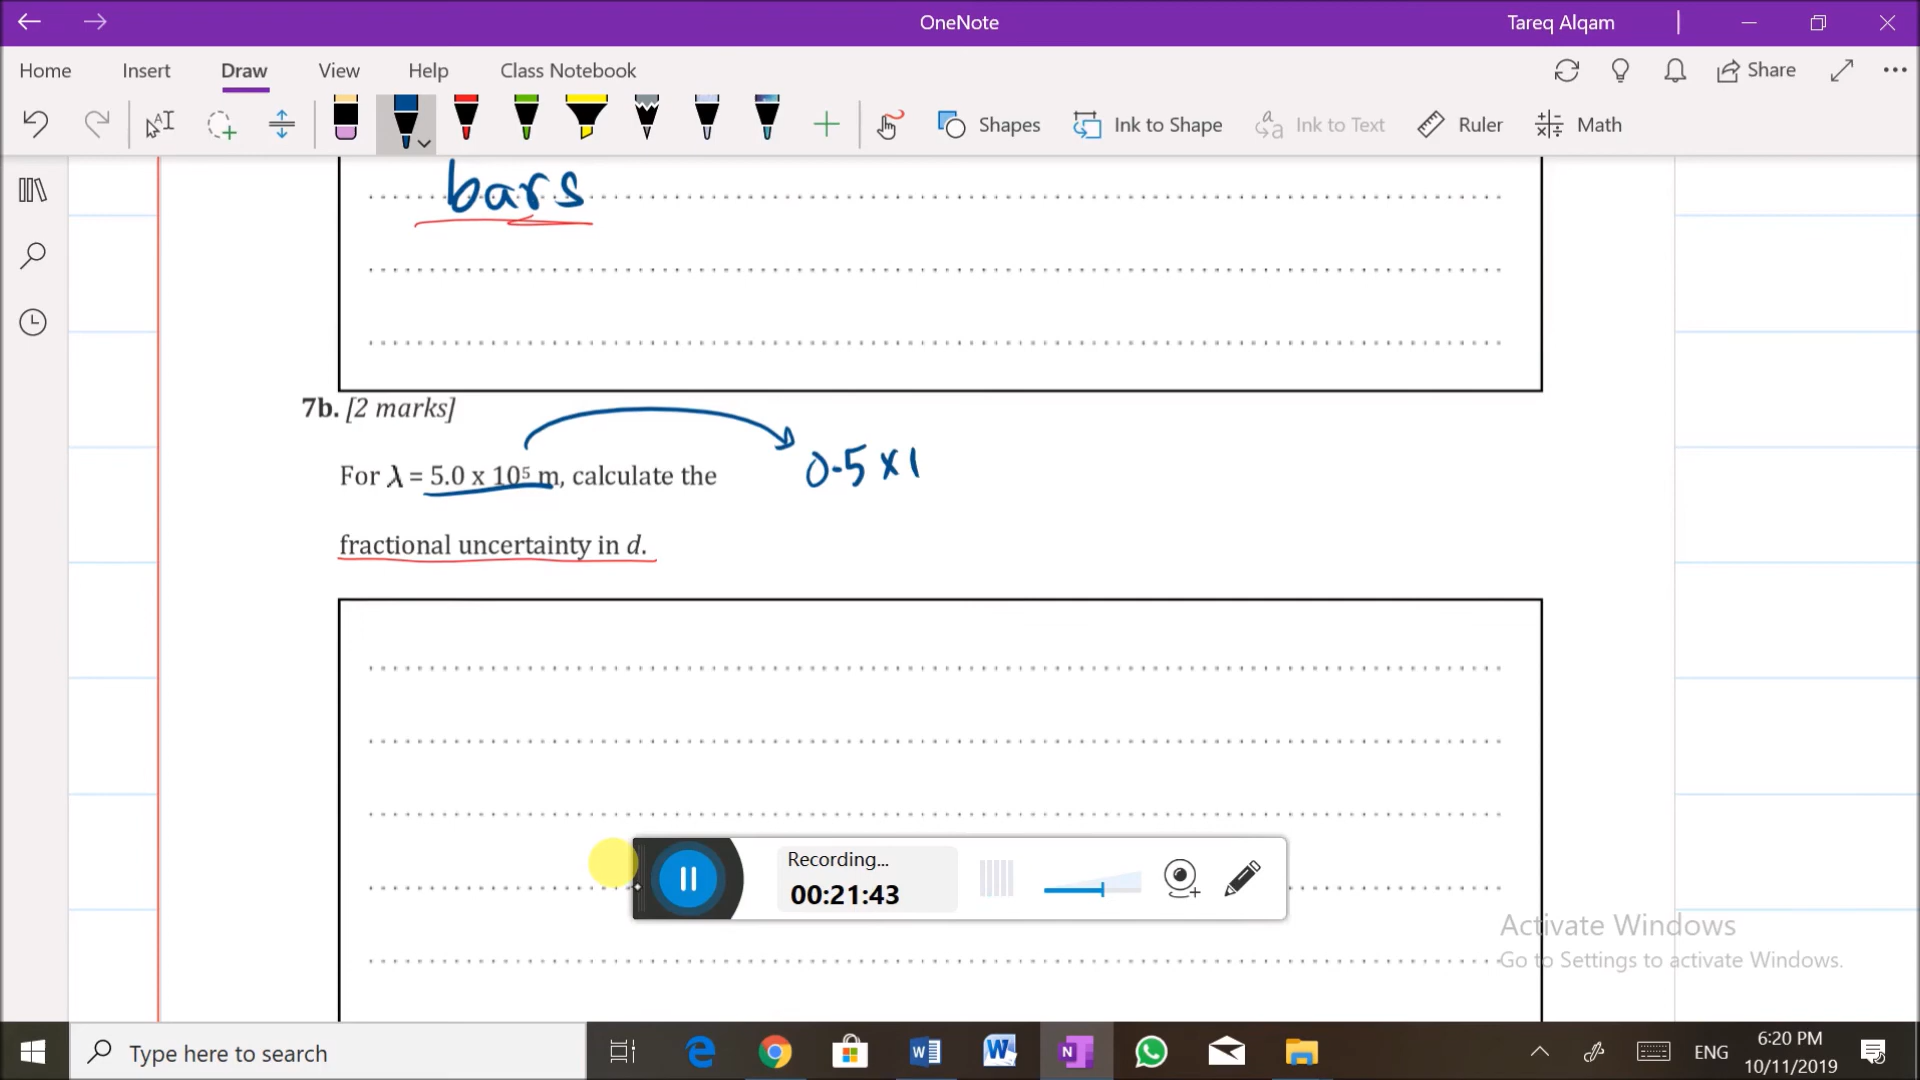 OneNote
Tareq Alqam
Home Insert Draw View Help Class Notebook
Share
Shapes Ink to Shape Ink to Text Ruler Math
bars
7b. [2 marks]
For λ = 5.0 x 10⁵ m, calculate the
0.5 × 1
fractional uncertainty in d.
Recording...
00:21:43
Activate Windows
Go to Settings to activate Windows.
Type here to search
ENG
6:20 PM
10/11/2019